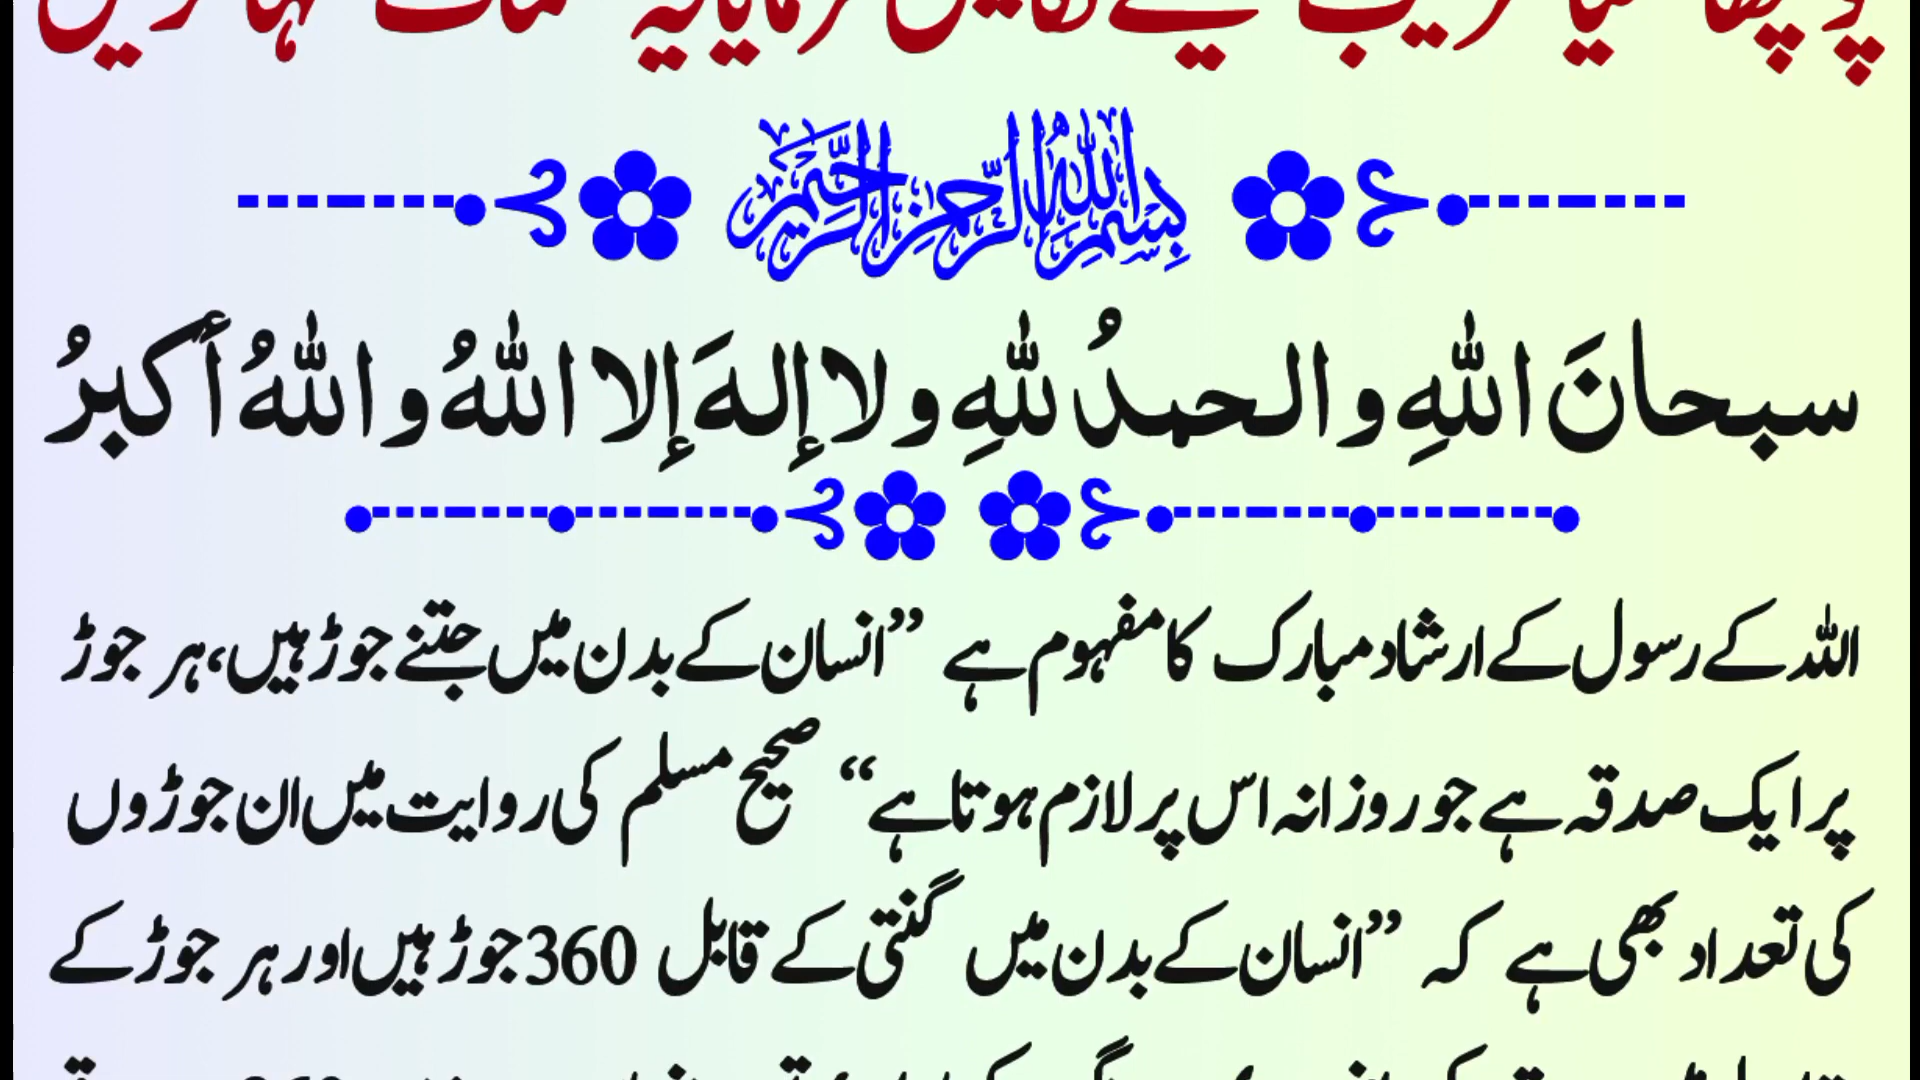 بِسْمِ اللهِ الرَّحْمٰنِ الرَّحِيْمِ
سبحانَ اللهِ والحمدُ للهِ ولا إلهَ إلا اللهُ واللهُ أكبرُ
اللہ کے رسول کے ارشاد مبارک کا مفہوم ہے ”انسان کے بدن میں جتنے جوڑ ہیں، ہر جوڑ
پر ایک صدقہ ہے جو روزانہ اس پر لازم ہوتا ہے“ صحیح مسلم کی روایت میں ان جوڑوں
کی تعداد بھی ہے کہ ”انسان کے بدن میں گنتی کے قابل 360 جوڑ ہیں اور ہر جوڑ کے